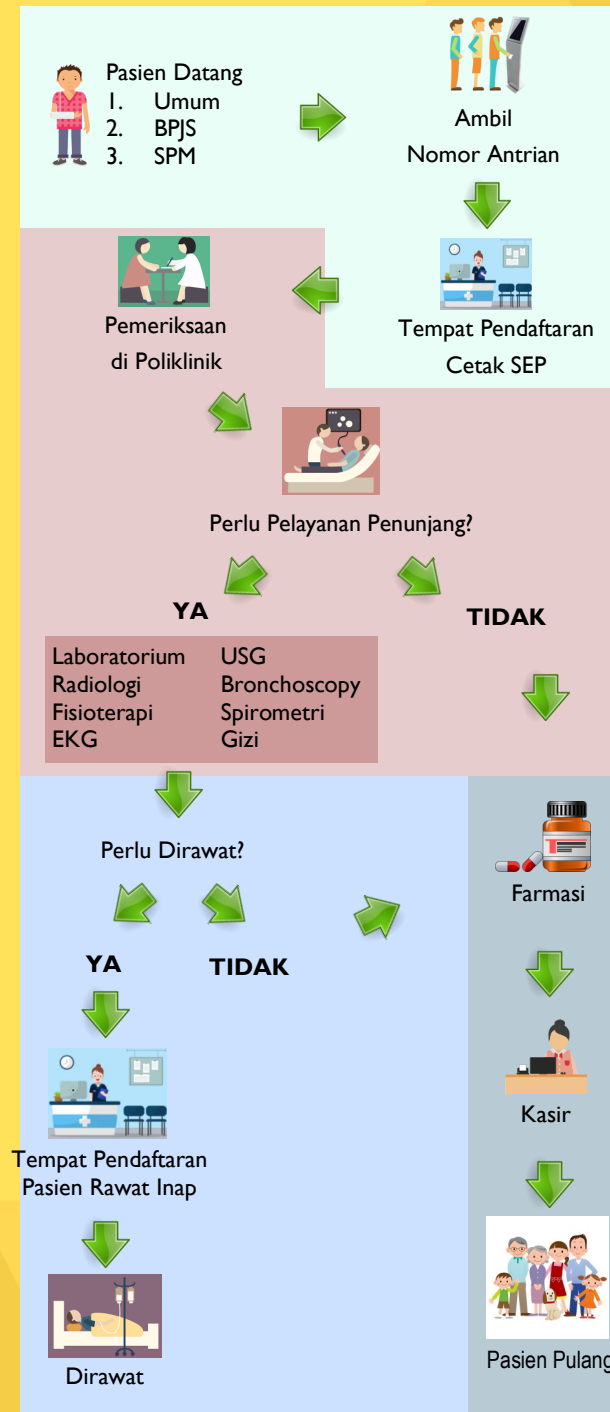 Pasien Datang
1. Umum
2. BPJS
3. SPM
Ambil
Nomor Antrian
Tempat Pendaftaran
Cetak SEP
Pemeriksaan
di Poliklinik
Perlu Pelayanan Penunjang?
YA
TIDAK
Laboratorium USG
Radiologi Bronchoscopy
Fisioterapi Spirometri
EKG Gizi
Perlu Dirawat?
YA
TIDAK
Tempat Pendaftaran
Pasien Rawat Inap
Dirawat
Farmasi
Kasir
Pasien Pulang